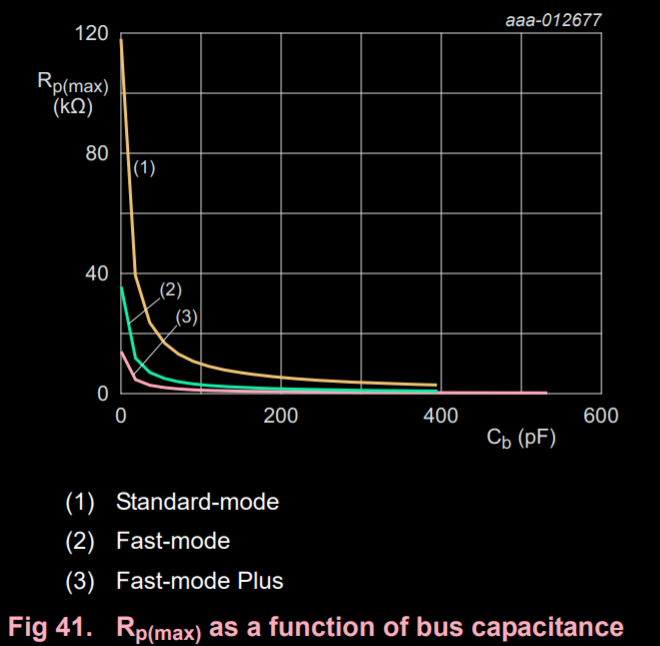 aaa-012677
120
Rp(max)
(kΩ)
80
(1)
40
(2)
(3)
0
0 200 400 600
Cb (pF)
(1) Standard-mode
(2) Fast-mode
(3) Fast-mode Plus
Fig 41. Rp(max) as a function of bus capacitance